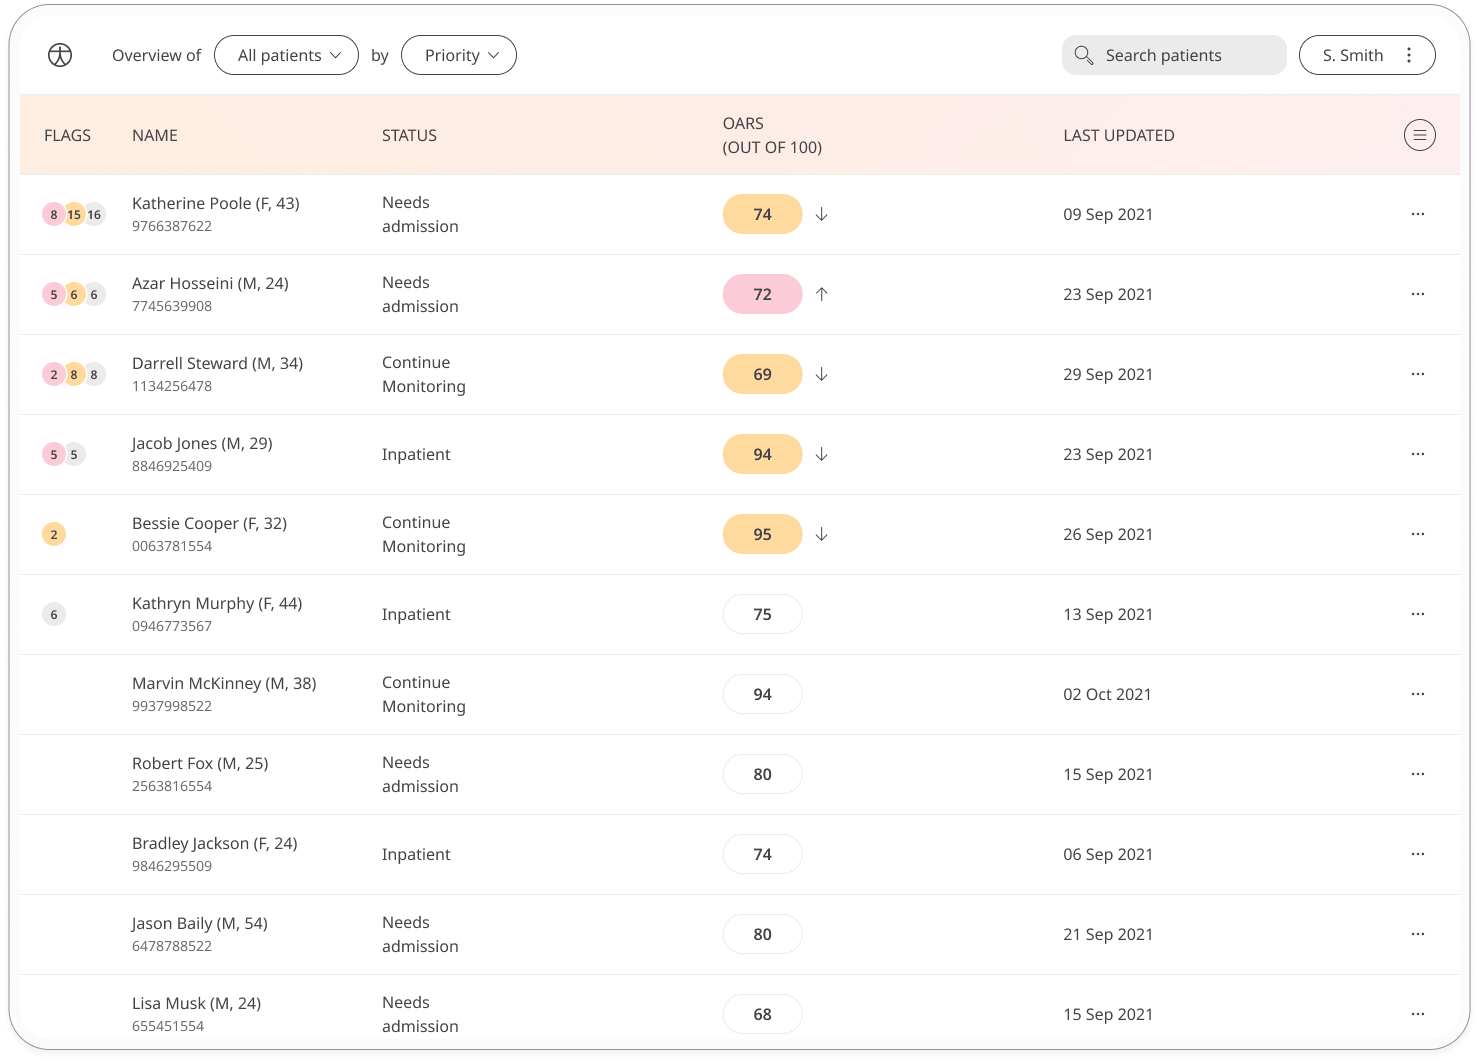 Overview of All patients by Priority Search patients S. Smith
FLAGS NAME STATUS OARS LAST UPDATED
(OUT OF 100)
8 15 16 Katherine Poole (F, 43) Needs 74 09 Sep 2021
9766387622 admission
5 6 6 Azar Hosseini (M, 24) Needs 72 23 Sep 2021
7745639908 admission
2 8 8 Darrell Steward (M, 34) Continue 69 29 Sep 2021
1134256478 Monitoring
5 5 Jacob Jones (M, 29) Inpatient 94 23 Sep 2021
8846925409
2 Bessie Cooper (F, 32) Continue 95 26 Sep 2021
0063781554 Monitoring
6 Kathryn Murphy (F, 44) Inpatient 75 13 Sep 2021
0946773567
Marvin McKinney (M, 38) Continue 94 02 Oct 2021
9937998522 Monitoring
Robert Fox (M, 25) Needs 80 15 Sep 2021
2563816554 admission
Bradley Jackson (F, 24) Inpatient 74 06 Sep 2021
9846295509
Jason Baily (M, 54) Needs 80 21 Sep 2021
6478788522 admission
Lisa Musk (M, 24) Needs 68 15 Sep 2021
655451554 admission